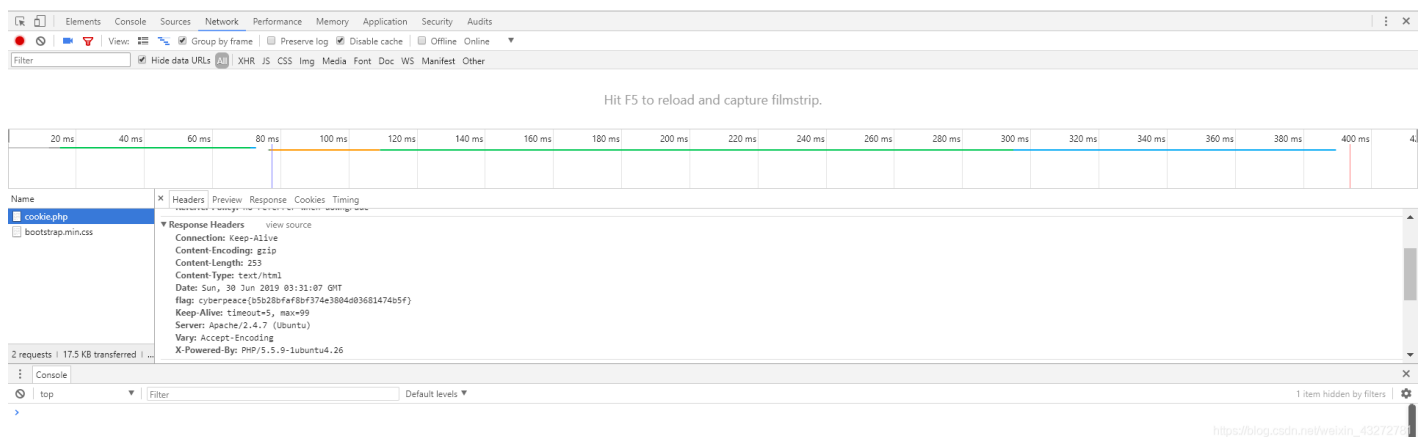 Elements Console Sources Network Performance Memory Application Security Audits
View: Group by frame Preserve log Disable cache Offline Online
Filter Hide data URLs All XHR JS CSS Img Media Font Doc WS Manifest Other
Hit F5 to reload and capture filmstrip.
20 ms 40 ms 60 ms 80 ms 100 ms 120 ms 140 ms 160 ms 180 ms 200 ms 220 ms 240 ms 260 ms 280 ms 300 ms 320 ms 340 ms 360 ms 380 ms 400 ms
Name
cookie.php
bootstrap.min.css
2 requests | 17.5 KB transferred | ...
Headers Preview Response Cookies Timing
Response Headers view source
Connection: Keep-Alive
Content-Encoding: gzip
Content-Length: 253
Content-Type: text/html
Date: Sun, 30 Jun 2019 03:31:07 GMT
flag: cyberpeace{b5b28bfaf8bf374e3804d03681474b5f}
Keep-Alive: timeout=5, max=99
Server: Apache/2.4.7 (Ubuntu)
Vary: Accept-Encoding
X-Powered-By: PHP/5.5.9-1ubuntu4.26
Console
top Filter Default levels 1 item hidden by filters